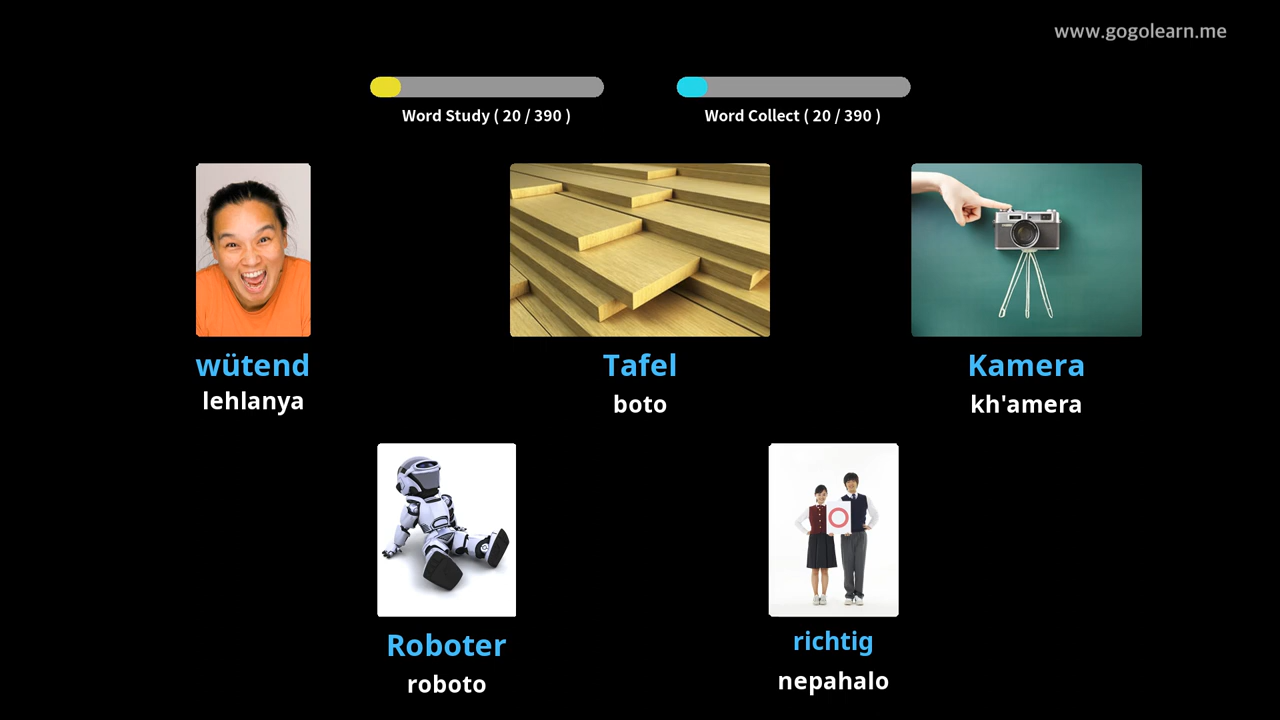 www.gogolearn.me
Word Study ( 20 / 390 )
Word Collect ( 20 / 390 )
wütend
lehlanya
Tafel
boto
Kamera
kh'amera
Roboter
roboto
richtig
nepahalo